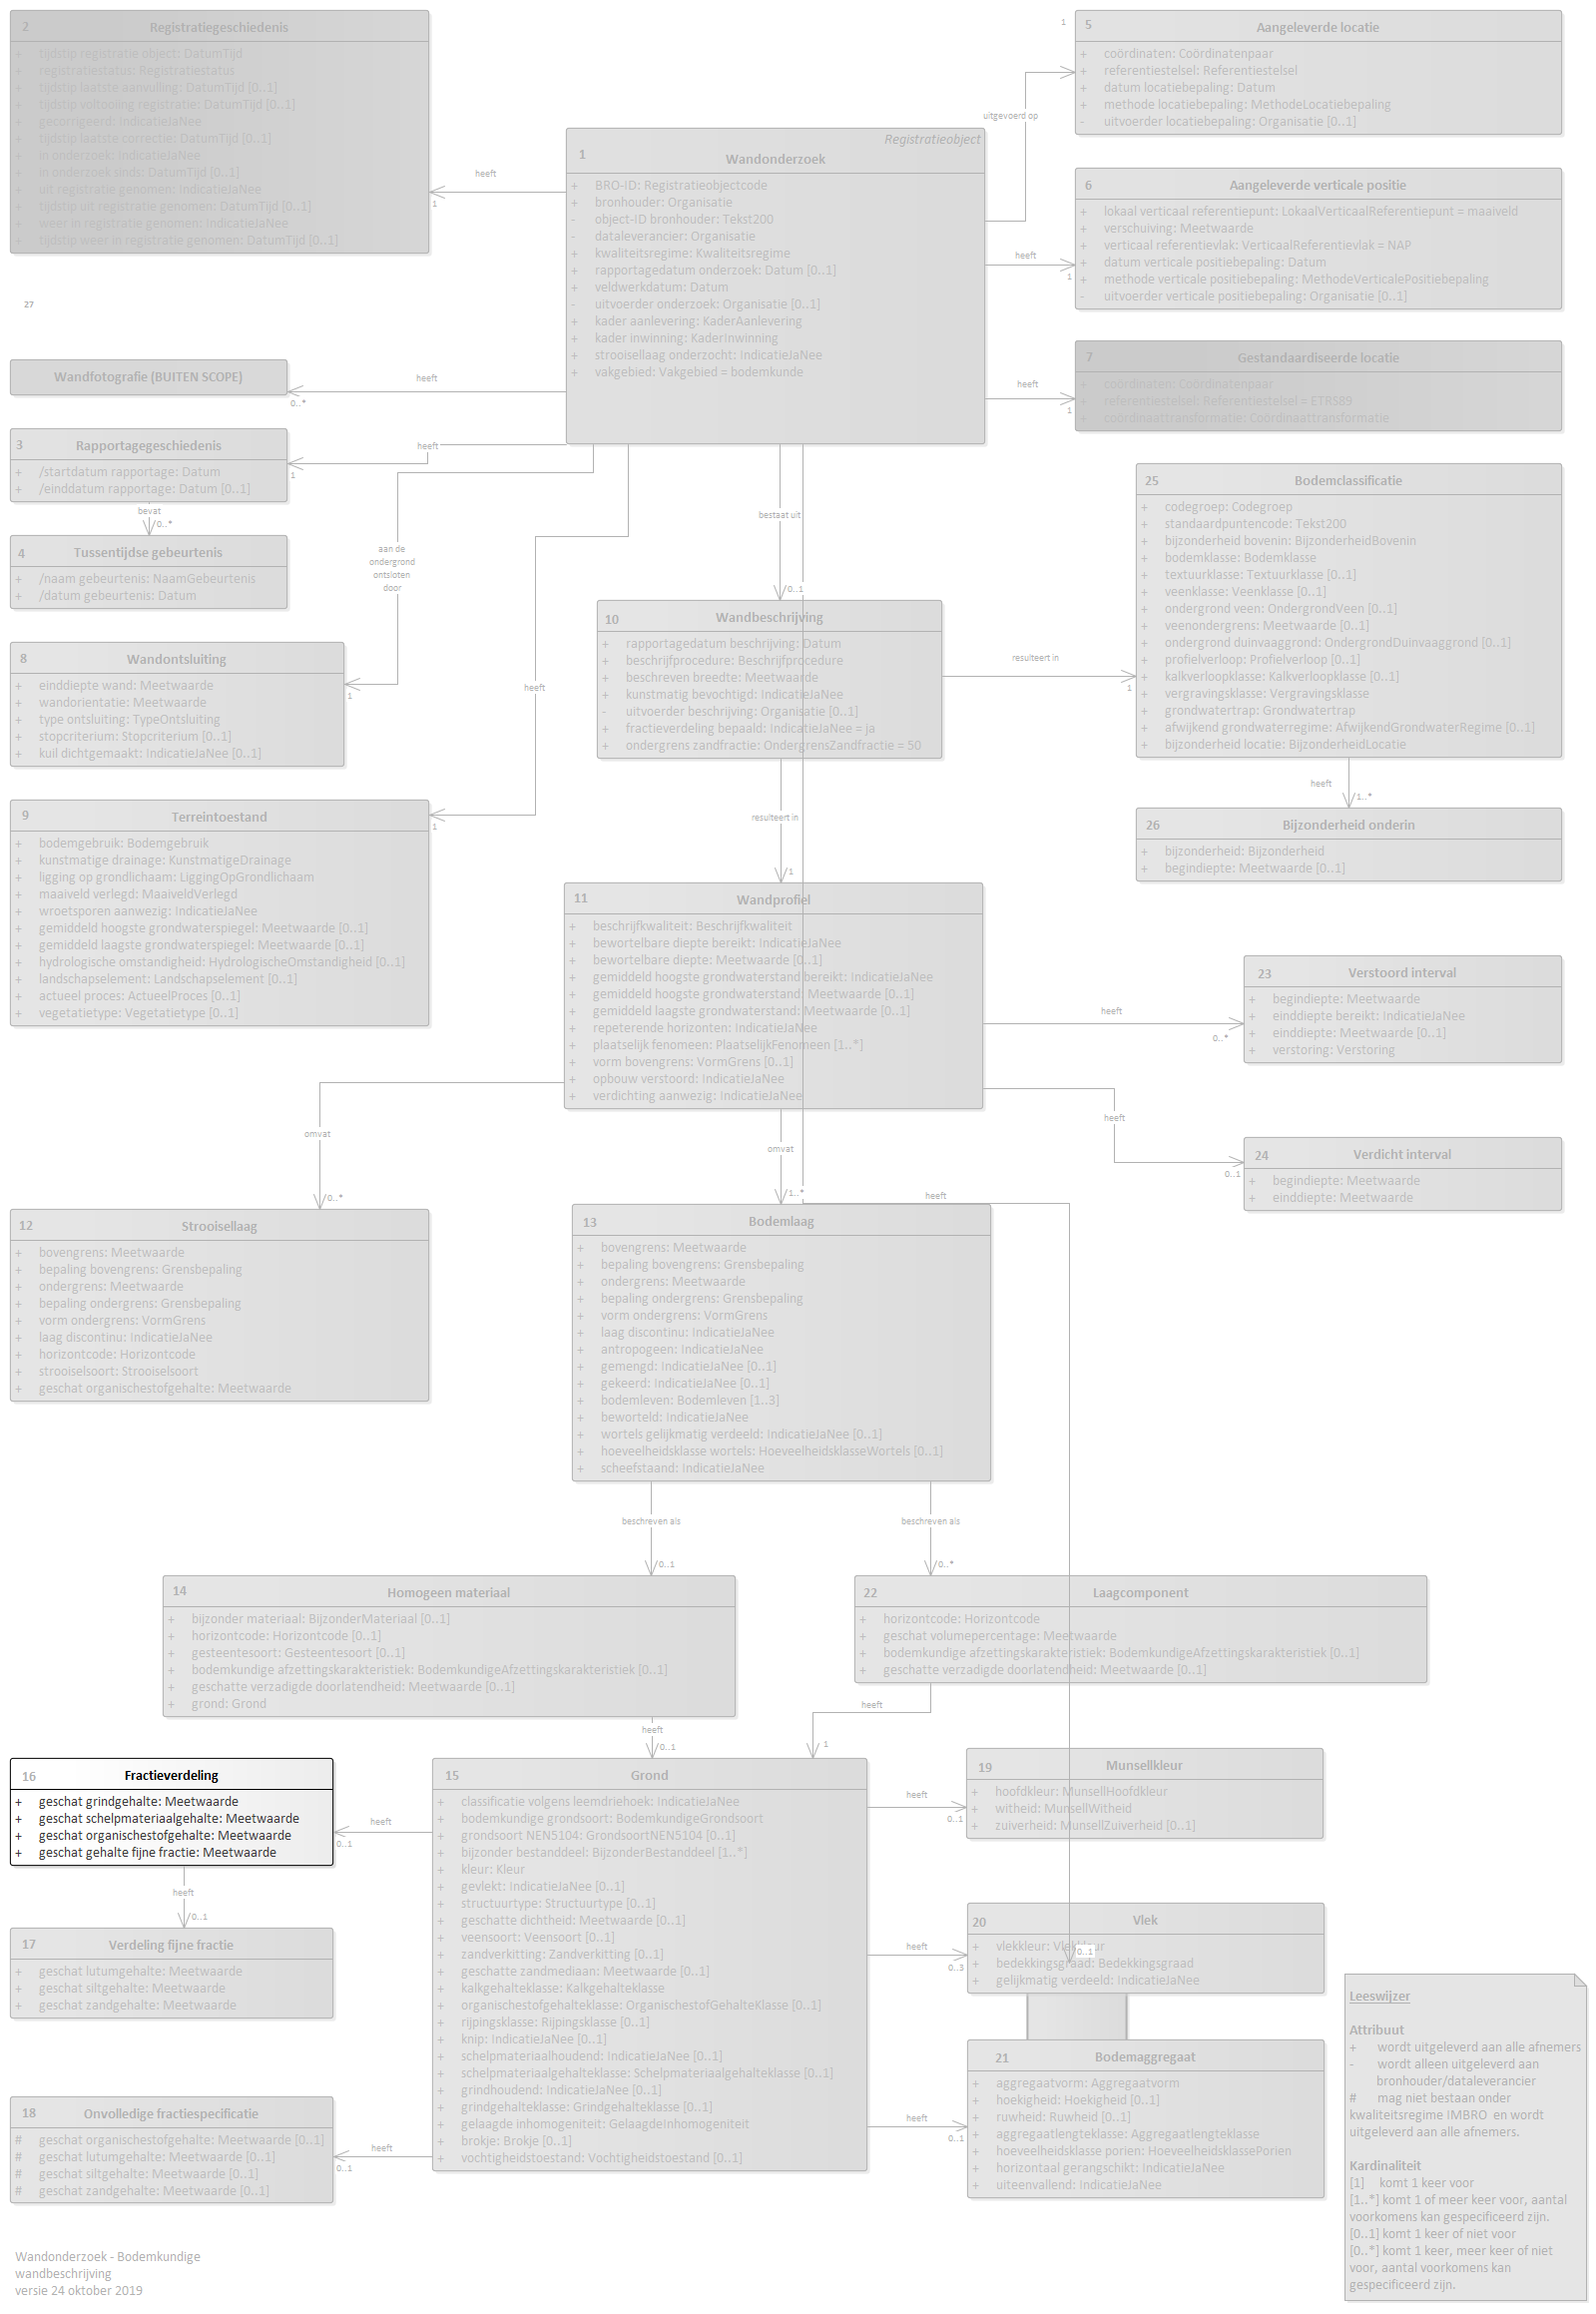 2 Registratiegeschiedenis
+ tijdstip registratie object: DatumTijd
+ registratiestatus: Registratiestatus
+ tijdstip laatste aanvulling: DatumTijd [0..1]
+ tijdstip voltooiing registratie: DatumTijd [0..1]
+ gecorrigeerd: IndicatieJaNee
+ tijdstip laatste correctie: DatumTijd [0..1]
+ in onderzoek: IndicatieJaNee
+ in onderzoek sinds: DatumTijd [0..1]
+ uit registratie genomen: IndicatieJaNee
+ tijdstip uit registratie genomen: DatumTijd [0..1]
+ weer in registratie genomen: IndicatieJaNee
+ tijdstip weer in registratie genomen: DatumTijd [0..1]
heeft
1
Registratieobject
1 Wandonderzoek
+ BRO-ID: Registratieobjectcode
+ bronhouder: Organisatie
- object-ID bronhouder: Tekst200
- dataleverancier: Organisatie
+ kwaliteitsregime: Kwaliteitsregime
+ rapportagedatum onderzoek: Datum [0..1]
+ veldwerkdatum: Datum
- uitvoerder onderzoek: Organisatie [0..1]
+ kader aanlevering: KaderAanlevering
+ kader inwinning: KaderInwinning
+ strooisellaag onderzocht: IndicatieJaNee
+ vakgebied: Vakgebied = bodemkunde
uitgevoerd op
1
5 Aangeleverde locatie
+ coördinaten: Coördinatenpaar
+ referentiestelsel: Referentiestelsel
+ datum locatiebepaling: Datum
+ methode locatiebepaling: MethodeLocatiebepaling
- uitvoerder locatiebepaling: Organisatie [0..1]
heeft
1
6 Aangeleverde verticale positie
+ lokaal verticaal referentiepunt: LokaalVerticaalReferentiepunt = maaiveld
+ verschuiving: Meetwaarde
+ verticaal referentievlak: VerticaalReferentievlak = NAP
+ datum verticale positiebepaling: Datum
+ methode verticale positiebepaling: MethodeVerticalePositiebepaling
- uitvoerder verticale positiebepaling: Organisatie [0..1]
heeft
1
7 Gestandaardiseerde locatie
+ coördinaten: Coördinatenpaar
+ referentiestelsel: Referentiestelsel = ETRS89
+ coördinaattransformatie: Coördinaattransformatie
27
Wandfotografie (BUITEN SCOPE)
heeft
0..*
3 Rapportagegeschiedenis
+ /startdatum rapportage: Datum
+ /einddatum rapportage: Datum [0..1]
heeft
1
bevat
0..*
4 Tussentijdse gebeurtenis
+ /naam gebeurtenis: NaamGebeurtenis
+ /datum gebeurtenis: Datum
aan de
ondergrond
ontsloten
door
1
8 Wandontsluiting
+ einddiepte wand: Meetwaarde
+ wandorientatie: Meetwaarde
+ type ontsluiting: TypeOntsluiting
+ stopcriterium: Stopcriterium [0..1]
+ kuil dichtgemaakt: IndicatieJaNee [0..1]
heeft
1
9 Terreintoestand
+ bodemgebruik: Bodemgebruik
+ kunstmatige drainage: KunstmatigeDrainage
+ ligging op grondlichaam: LiggingOpGrondlichaam
+ maaiveld verlegd: MaaiveldVerlegd
+ wroetsporen aanwezig: IndicatieJaNee
+ gemiddeld hoogste grondwaterspiegel: Meetwaarde [0..1]
+ gemiddeld laagste grondwaterspiegel: Meetwaarde [0..1]
+ hydrologische omstandigheid: HydrologischeOmstandigheid [0..1]
+ landschapselement: Landschapselement [0..1]
+ actueel proces: ActueelProces [0..1]
+ vegetatietype: Vegetatietype [0..1]
bestaat uit
0..1
10 Wandbeschrijving
+ rapportagedatum beschrijving: Datum
+ beschrijfprocedure: Beschrijfprocedure
+ beschreven breedte: Meetwaarde
+ kunstmatig bevochtigd: IndicatieJaNee
- uitvoerder beschrijving: Organisatie [0..1]
+ fractieverdeling bepaald: IndicatieJaNee = ja
+ ondergrens zandfractie: OndergrensZandfractie = 50
resulteert in
1
25 Bodemclassificatie
+ codegroep: Codegroep
+ standaardpuntencode: Tekst200
+ bijzonderheid bovenin: BijzonderheidBovenin
+ bodemklasse: Bodemklasse
+ textuurklasse: Textuurklasse [0..1]
+ veenklasse: Veenklasse [0..1]
+ ondergrond veen: OndergrondVeen [0..1]
+ veenondergrens: Meetwaarde [0..1]
+ ondergrond duinvaaggrond: OndergrondDuinvaaggrond [0..1]
+ profielverloop: Profielverloop [0..1]
+ kalkverloopklasse: Kalkverloopklasse [0..1]
+ vergravingsklasse: Vergravingsklasse
+ grondwatertrap: Grondwatertrap
+ afwijkend grondwaterregime: AfwijkendGrondwaterRegime [0..1]
+ bijzonderheid locatie: BijzonderheidLocatie
heeft
1..*
26 Bijzonderheid onderin
+ bijzonderheid: Bijzonderheid
+ begindiepte: Meetwaarde [0..1]
resulteert in
1
11 Wandprofiel
+ beschrijfkwaliteit: Beschrijfkwaliteit
+ bewortelbare diepte bereikt: IndicatieJaNee
+ bewortelbare diepte: Meetwaarde [0..1]
+ gemiddeld hoogste grondwaterstand bereikt: IndicatieJaNee
+ gemiddeld hoogste grondwaterstand: Meetwaarde [0..1]
+ gemiddeld laagste grondwaterstand: Meetwaarde [0..1]
+ repeterende horizonten: IndicatieJaNee
+ plaatselijk fenomeen: PlaatselijkFenomeen [1..*]
+ vorm bovengrens: VormGrens [0..1]
+ opbouw verstoord: IndicatieJaNee
+ verdichting aanwezig: IndicatieJaNee
heeft
0..*
23 Verstoord interval
+ begindiepte: Meetwaarde
+ einddiepte bereikt: IndicatieJaNee
+ einddiepte: Meetwaarde [0..1]
+ verstoring: Verstoring
heeft
0..1
24 Verdicht interval
+ begindiepte: Meetwaarde
+ einddiepte: Meetwaarde
omvat
0..*
12 Strooisellaag
+ bovengrens: Meetwaarde
+ bepaling bovengrens: Grensbepaling
+ ondergrens: Meetwaarde
+ bepaling ondergrens: Grensbepaling
+ vorm ondergrens: VormGrens
+ laag discontinu: IndicatieJaNee
+ horizontcode: Horizontcode
+ strooiselsoort: Strooiselsoort
+ geschat organischestofgehalte: Meetwaarde
omvat
1..*
heeft
13 Bodemlaag
+ bovengrens: Meetwaarde
+ bepaling bovengrens: Grensbepaling
+ ondergrens: Meetwaarde
+ bepaling ondergrens: Grensbepaling
+ vorm ondergrens: VormGrens
+ laag discontinu: IndicatieJaNee
+ antropogeen: IndicatieJaNee
+ gemengd: IndicatieJaNee [0..1]
+ gekeerd: IndicatieJaNee [0..1]
+ bodemleven: Bodemleven [1..3]
+ beworteld: IndicatieJaNee
+ wortels gelijkmatig verdeeld: IndicatieJaNee [0..1]
+ hoeveelheidsklasse wortels: HoeveelheidsklasseWortels [0..1]
+ scheefstaand: IndicatieJaNee
beschreven als
0..1
beschreven als
0..*
14 Homogeen materiaal
+ bijzonder materiaal: BijzonderMateriaal [0..1]
+ horizontcode: Horizontcode [0..1]
+ gesteentesoort: Gesteentesoort [0..1]
+ bodemkundige afzettingskarakteristiek: BodemkundigeAfzettingskarakteristiek [0..1]
+ geschatte verzadigde doorlatendheid: Meetwaarde [0..1]
+ grond: Grond
22 Laagcomponent
+ horizontcode: Horizontcode
+ geschat volumepercentage: Meetwaarde
+ bodemkundige afzettingskarakteristiek: BodemkundigeAfzettingskarakteristiek [0..1]
+ geschatte verzadigde doorlatendheid: Meetwaarde [0..1]
heeft
0..1
heeft
1
16 Fractieverdeling
+ geschat grindgehalte: Meetwaarde
+ geschat schelpmateriaalgehalte: Meetwaarde
+ geschat organischestofgehalte: Meetwaarde
+ geschat gehalte fijne fractie: Meetwaarde
heeft
0..1
heeft
0..1
17 Verdeling fijne fractie
+ geschat lutumgehalte: Meetwaarde
+ geschat siltgehalte: Meetwaarde
+ geschat zandgehalte: Meetwaarde
18 Onvolledige fractiespecificatie
# geschat organischestofgehalte: Meetwaarde [0..1]
# geschat lutumgehalte: Meetwaarde [0..1]
# geschat siltgehalte: Meetwaarde [0..1]
# geschat zandgehalte: Meetwaarde [0..1]
heeft
0..1
15 Grond
+ classificatie volgens leemdriehoek: IndicatieJaNee
+ bodemkundige grondsoort: BodemkundigeGrondsoort
+ grondsoort NEN5104: GrondsoortNEN5104 [0..1]
+ bijzonder bestanddeel: BijzonderBestanddeel [1..*]
+ kleur: Kleur
+ gevlekt: IndicatieJaNee [0..1]
+ structuurtype: Structuurtype [0..1]
+ geschatte dichtheid: Meetwaarde [0..1]
+ veensoort: Veensoort [0..1]
+ zandverkitting: Zandverkitting [0..1]
+ geschatte zandmediaan: Meetwaarde [0..1]
+ kalkgehalteklasse: Kalkgehalteklasse
+ organischestofgehalteklasse: OrganischestofGehalteKlasse [0..1]
+ rijpingsklasse: Rijpingsklasse [0..1]
+ knip: IndicatieJaNee [0..1]
+ schelpmateriaalhoudend: IndicatieJaNee [0..1]
+ schelpmateriaalgehalteklasse: Schelpmateriaalgehalteklasse [0..1]
+ grindhoudend: IndicatieJaNee [0..1]
+ grindgehalteklasse: Grindgehalteklasse [0..1]
+ gelaagde inhomogeniteit: GelaagdeInhomogeniteit
+ brokje: Brokje [0..1]
+ vochtigheidstoestand: Vochtigheidstoestand [0..1]
heeft
0..1
19 Munsellkleur
+ hoofdkleur: MunsellHoofdkleur
+ witheid: MunsellWitheid
+ zuiverheid: MunsellZuiverheid [0..1]
heeft
0..3
20 Vlek
+ vlekkleur: Vlekkleur
0..1
+ bedekkingsgraad: Bedekkingsgraad
+ gelijkmatig verdeeld: IndicatieJaNee
heeft
0..1
21 Bodemaggregaat
+ aggregaatvorm: Aggregaatvorm
+ hoekigheid: Hoekigheid [0..1]
+ ruwheid: Ruwheid [0..1]
+ aggregaatlengteklasse: Aggregaatlengteklasse
+ hoeveelheidsklasse porien: HoeveelheidsklassePorien
+ horizontaal gerangschikt: IndicatieJaNee
+ uiteenvallend: IndicatieJaNee
Leeswijzer
Attribuut
+ wordt uitgeleverd aan alle afnemers
- wordt alleen uitgeleverd aan
bronhouder/dataleverancier
# mag niet bestaan onder
kwaliteitsregime IMBRO en wordt
uitgeleverd aan alle afnemers.
Kardinaliteit
[1] komt 1 keer voor
[1..*] komt 1 of meer keer voor, aantal
voorkomens kan gespecificeerd zijn.
[0..1] komt 1 keer of niet voor
[0..*] komt 1 keer, meer keer of niet
voor, aantal voorkomens kan
gespecificeerd zijn.
Wandonderzoek - Bodemkundige
wandbeschrijving
versie 24 oktober 2019